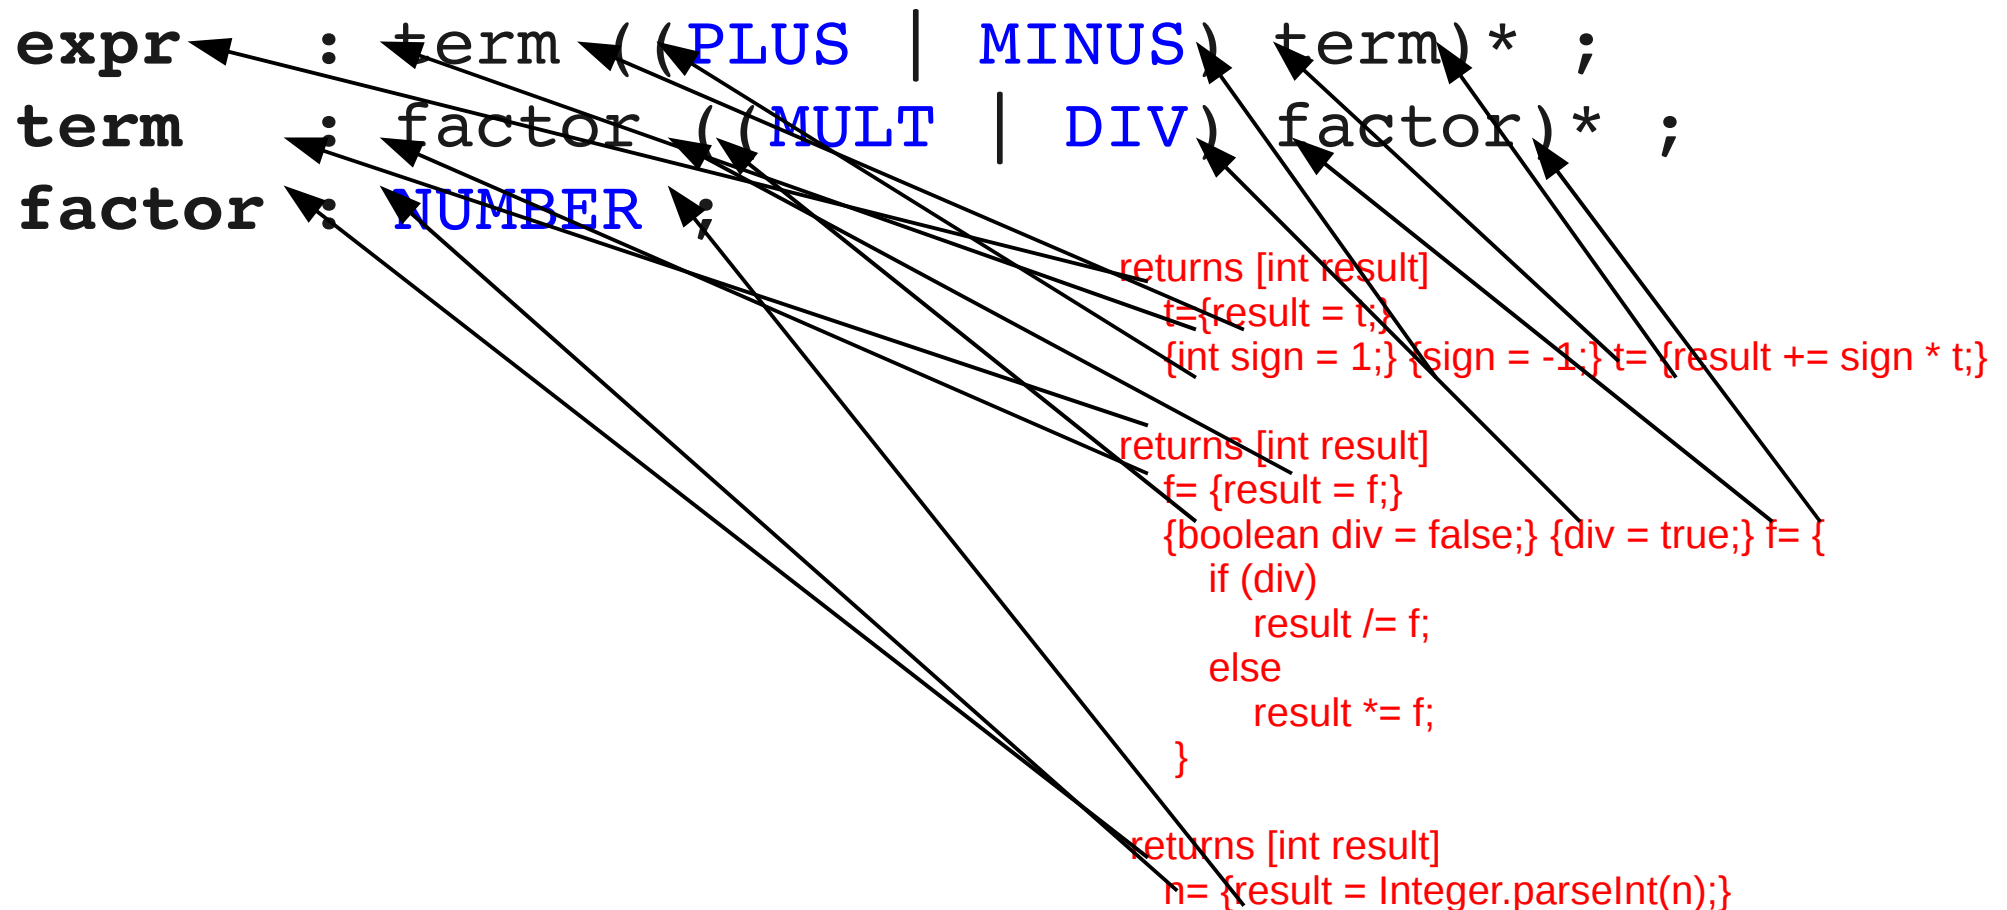 expr : term ((PLUS | MINUS) term)* ;
term : factor ((MULT | DIV) factor)* ;
factor : NUMBER ;
returns [int result]
t={result = t;}
{int sign = 1;} {sign = -1;} t= {result += sign * t;}
returns [int result]
f= {result = f;}
{boolean div = false;} {div = true;} f= {
if (div)
result /= f;
else
result *= f;
}
returns [int result]
n= {result = Integer.parseInt(n);}